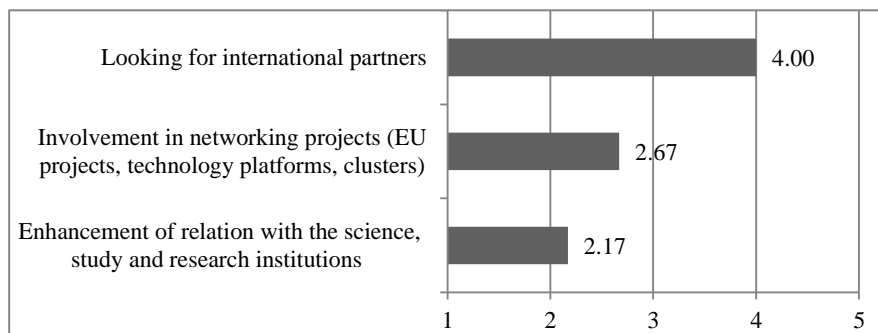 Looking for international partners
4.00
Involvement in networking projects (EU
projects, technology platforms, clusters)
2.67
Enhancement of relation with the science,
study and research institutions
2.17
1 2 3 4 5